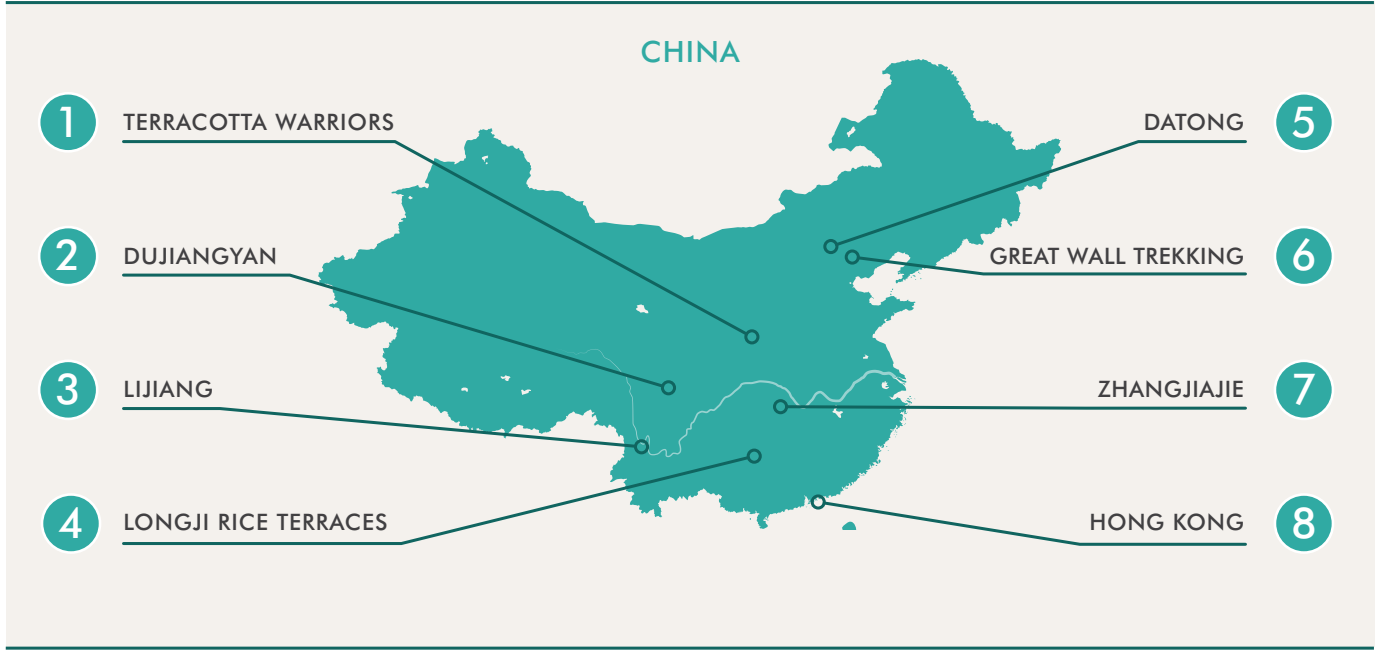 CHINA
1 TERRACOTTA WARRIORS
2 DUJIANGYAN
3 LIJIANG
4 LONGJI RICE TERRACES
DATONG 5
GREAT WALL TREKKING 6
ZHANGJIAJIE 7
HONG KONG 8